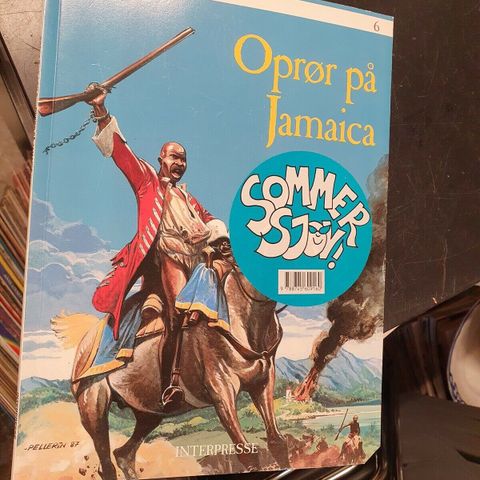 6
Oprør på
Jamaica
SOMMER
SJOV!
-PELLERIN 87
INTERPRESSE